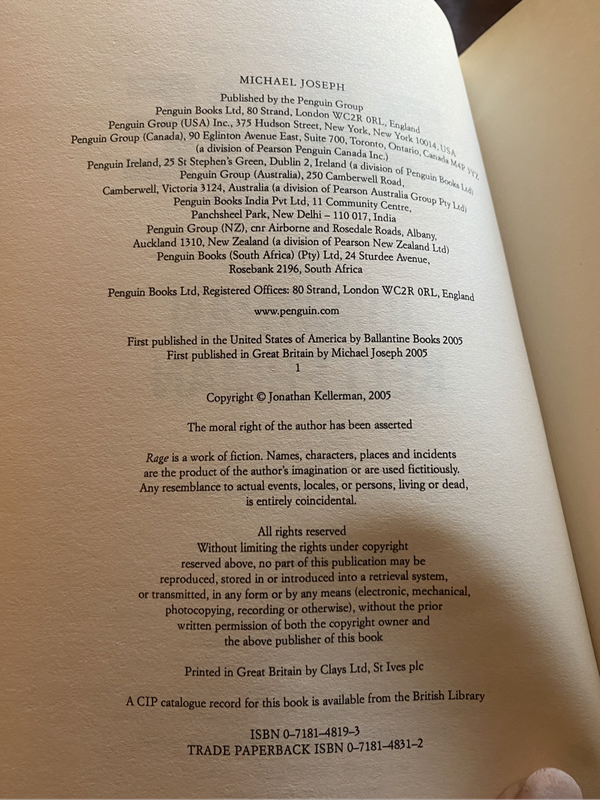 MICHAEL JOSEPH
Published by the Penguin Group
Penguin Books Ltd, 80 Strand, London WC2R 0RL, England
Penguin Group (USA) Inc., 375 Hudson Street, New York, New York 10014, USA
Penguin Group (Canada), 90 Eglinton Avenue East, Suite 700, Toronto, Ontario, Canada M4P 2Y3
(a division of Pearson Penguin Canada Inc.)
Penguin Ireland, 25 St Stephen's Green, Dublin 2, Ireland (a division of Penguin Books Ltd)
Penguin Group (Australia), 250 Camberwell Road,
Camberwell, Victoria 3124, Australia (a division of Pearson Australia Group Pty Ltd)
Penguin Books India Pvt Ltd, 11 Community Centre,
Panchsheel Park, New Delhi – 110 017, India
Penguin Group (NZ), cnr Airborne and Rosedale Roads, Albany,
Auckland 1310, New Zealand (a division of Pearson New Zealand Ltd)
Penguin Books (South Africa) (Pty) Ltd, 24 Sturdee Avenue,
Rosebank 2196, South Africa
Penguin Books Ltd, Registered Offices: 80 Strand, London WC2R 0RL, England
www.penguin.com
First published in the United States of America by Ballantine Books 2005
First published in Great Britain by Michael Joseph 2005
1
Copyright © Jonathan Kellerman, 2005
The moral right of the author has been asserted
Rage is a work of fiction. Names, characters, places and incidents
are the product of the author's imagination or are used fictitiously.
Any resemblance to actual events, locales, or persons, living or dead,
is entirely coincidental.
All rights reserved
Without limiting the rights under copyright
reserved above, no part of this publication may be
reproduced, stored in or introduced into a retrieval system,
or transmitted, in any form or by any means (electronic, mechanical,
photocopying, recording or otherwise), without the prior
written permission of both the copyright owner and
the above publisher of this book
Printed in Great Britain by Clays Ltd, St Ives plc
A CIP catalogue record for this book is available from the British Library
ISBN 0–7181–4819–3
TRADE PAPERBACK ISBN 0–7181–4831–2